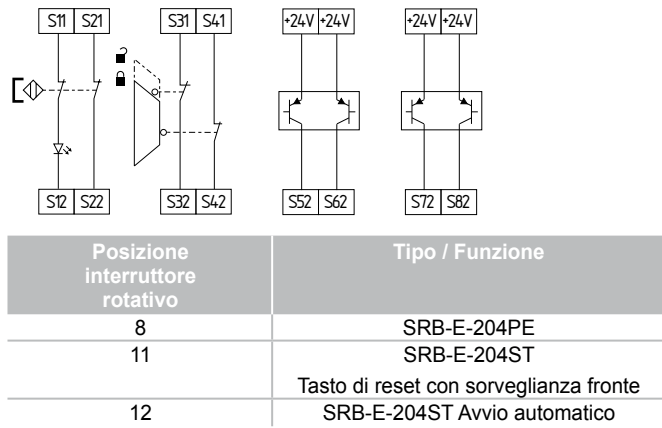 S11 S21 S31 S41 +24V +24V +24V +24V
S12 S22 S32 S42 S52 S62 S72 S82
Posizione interruttore rotativo Tipo / Funzione
8 SRB-E-204PE
11 SRB-E-204ST
Tasto di reset con sorveglianza fronte
12 SRB-E-204ST Avvio automatico